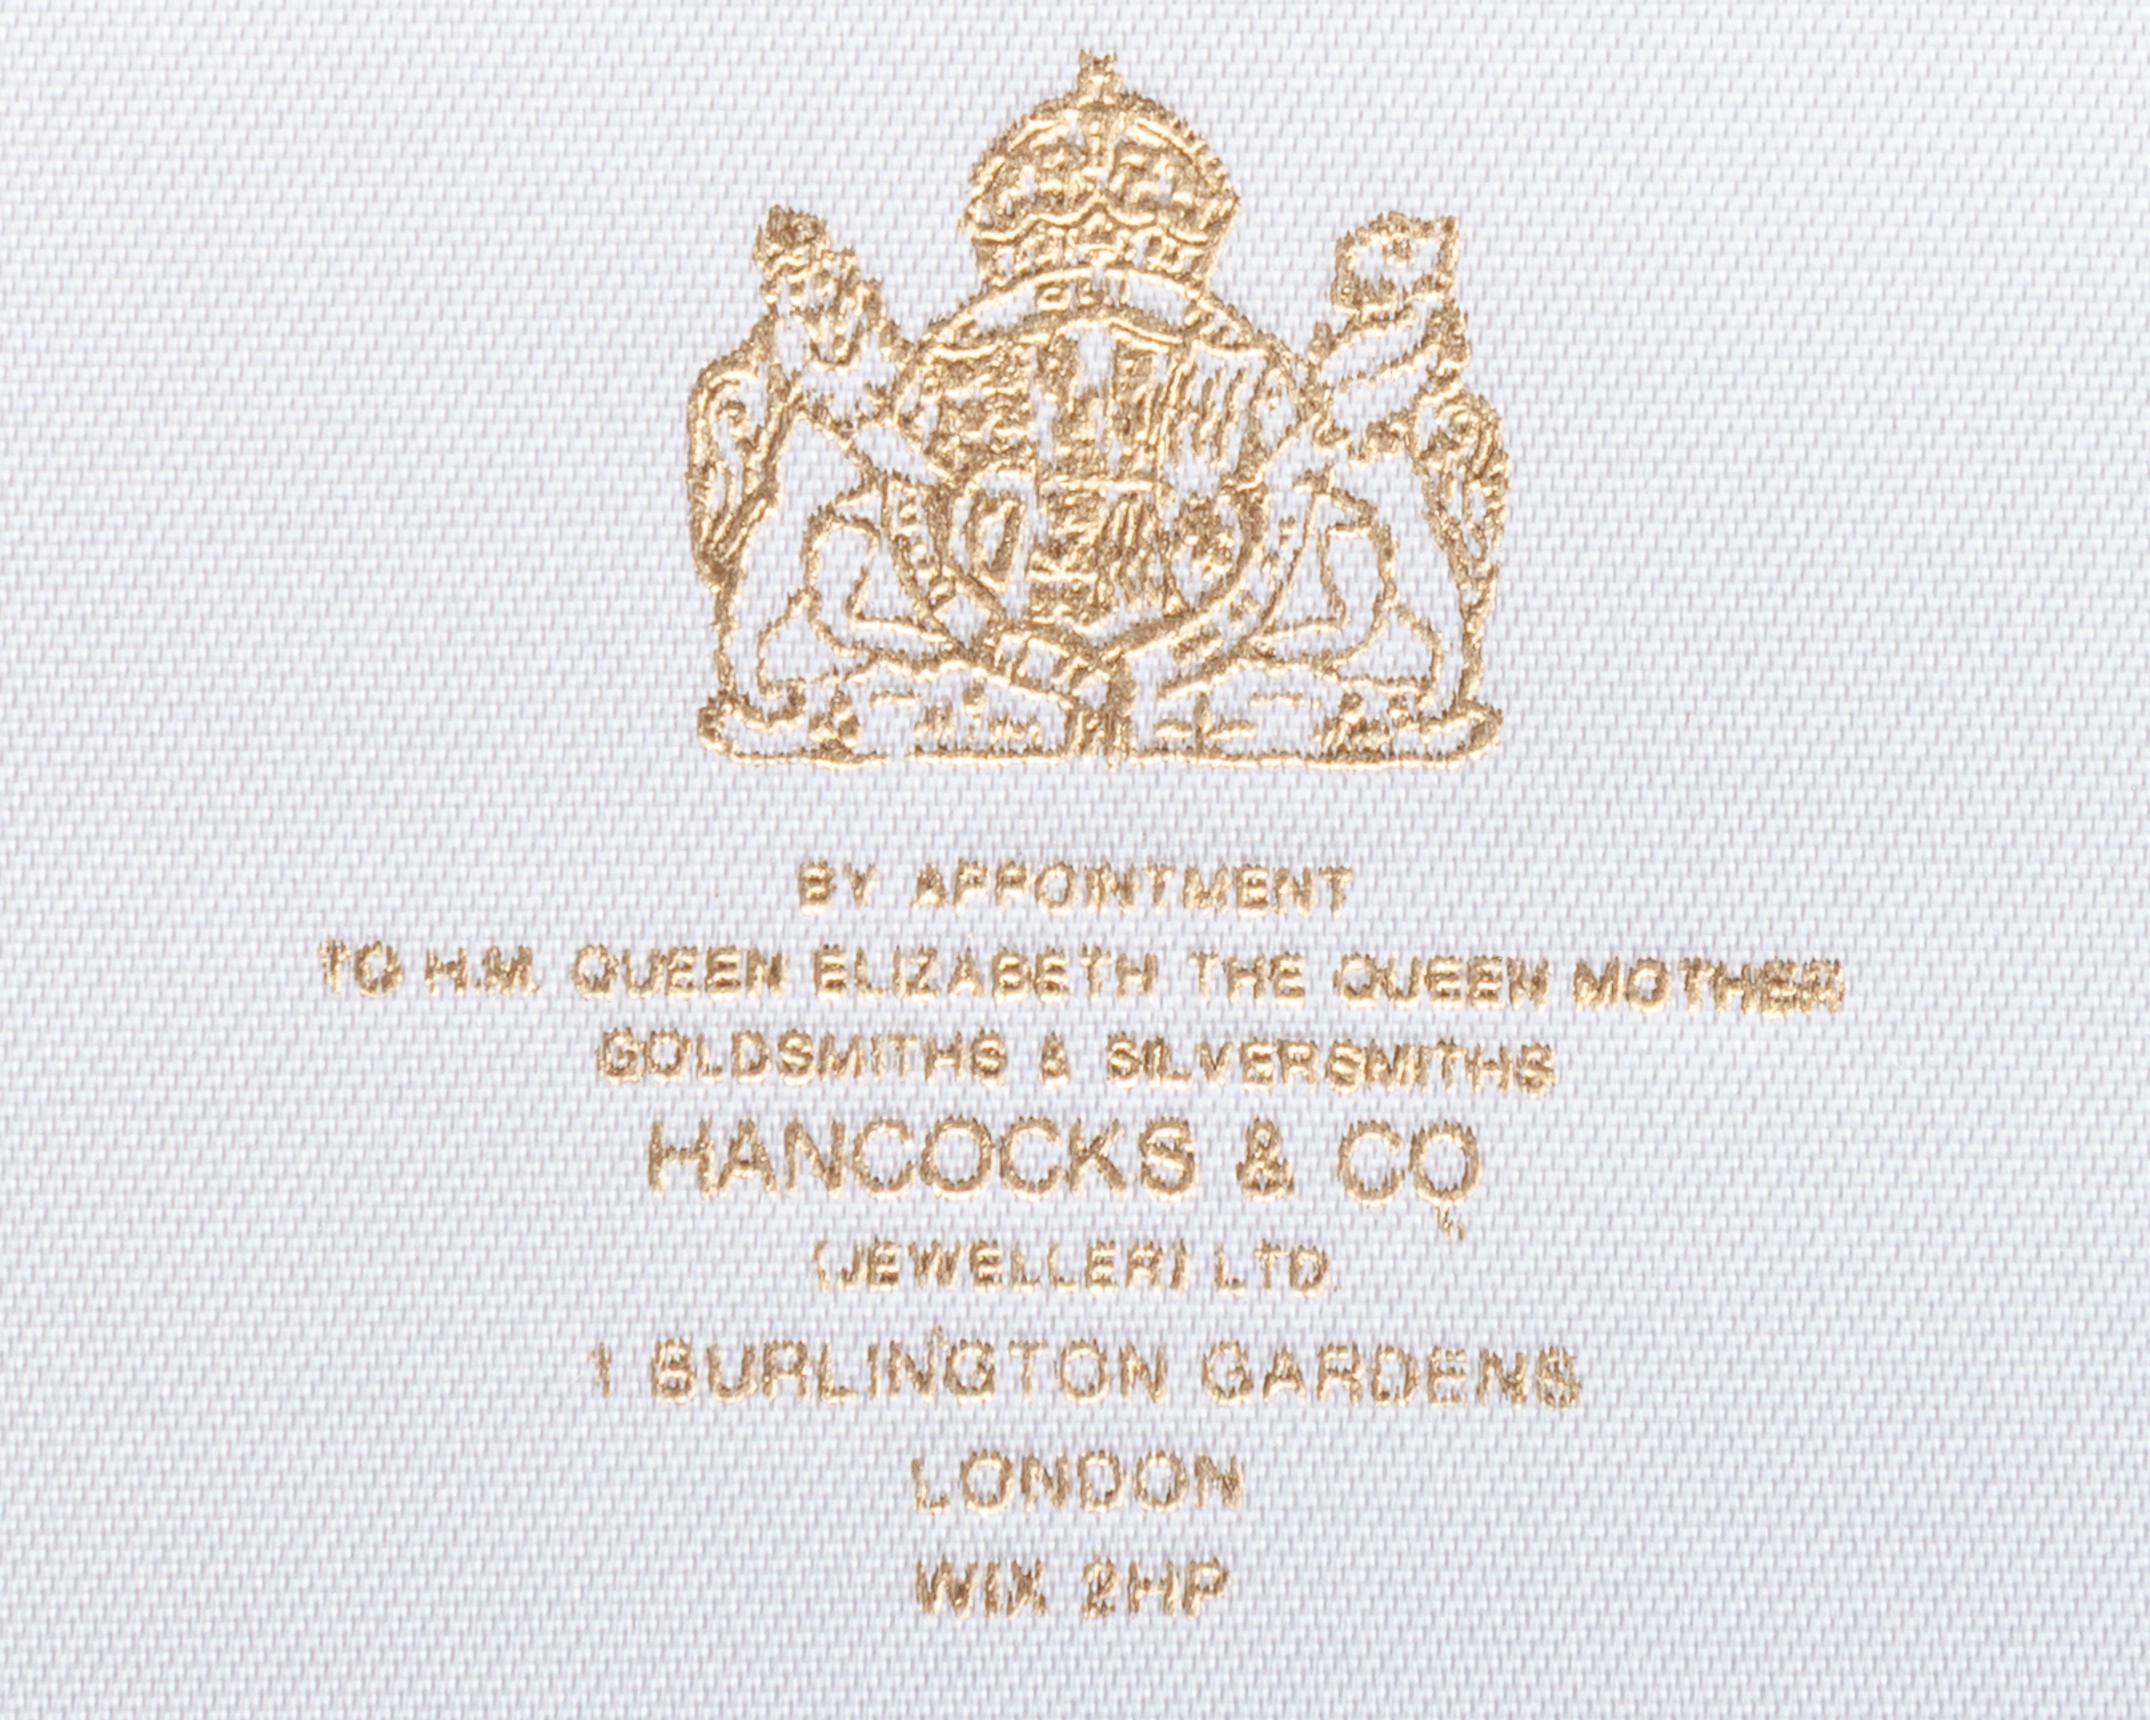 BY APPOINTMENT
TO H.M. QUEEN ELIZABETH THE QUEEN MOTHER
GOLDSMITHS & SILVERSMITHS
HANCOCKS & CO
(JEWELLER) LTD.
1 BURLINGTON GARDENS
LONDON
WIX 2HP